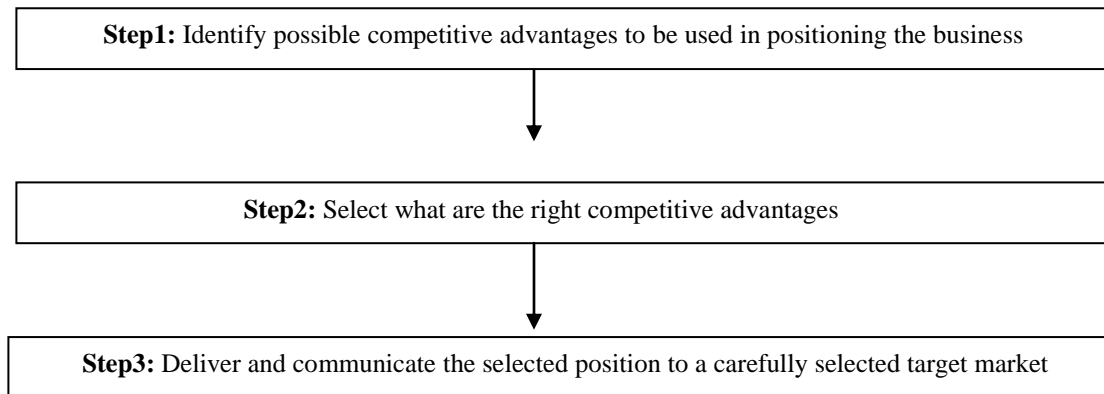 Step1: Identify possible competitive advantages to be used in positioning the business
Step2: Select what are the right competitive advantages
Step3: Deliver and communicate the selected position to a carefully selected target market